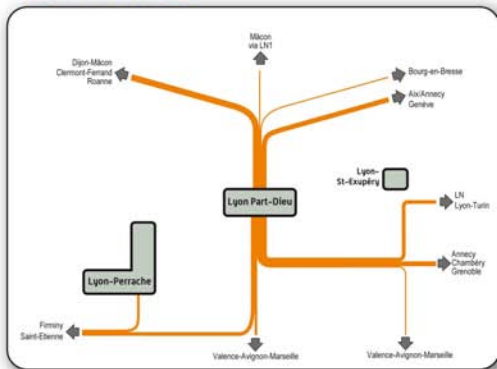 Mâcon
via LN1
Dijon-Mâcon
Clermont-Ferrand
Roanne
Bourg-en-Bresse
Aix/Annecy
Genève
Lyon-
St-Exupéry
Lyon Part-Dieu
LN
Lyon-Turin
Lyon-Perrache
Annecy
Chambéry
Grenoble
Firminy
Saint-Etienne
Valence-Avignon-Marseille
Valence-Avignon-Marseille